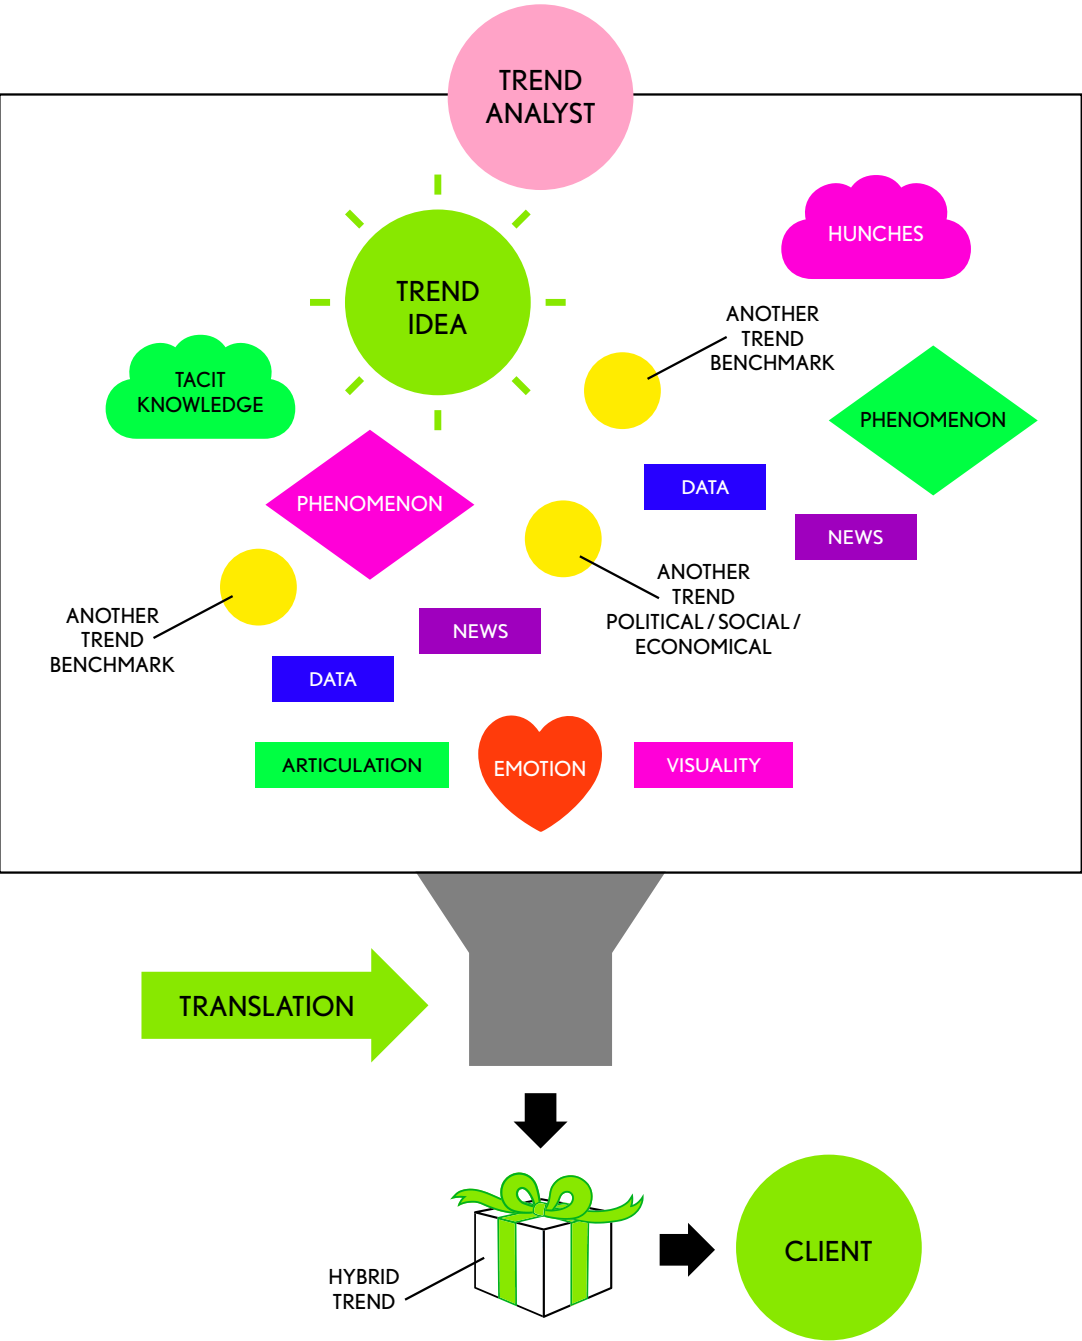 TREND
ANALYST
HUNCHES
TREND
IDEA
ANOTHER
TREND
BENCHMARK
TACIT
KNOWLEDGE
PHENOMENON
PHENOMENON
DATA
NEWS
ANOTHER
TREND
POLITICAL / SOCIAL /
ECONOMICAL
ANOTHER
TREND
BENCHMARK
NEWS
DATA
ARTICULATION
EMOTION
VISUALITY
TRANSLATION
HYBRID
TREND
CLIENT